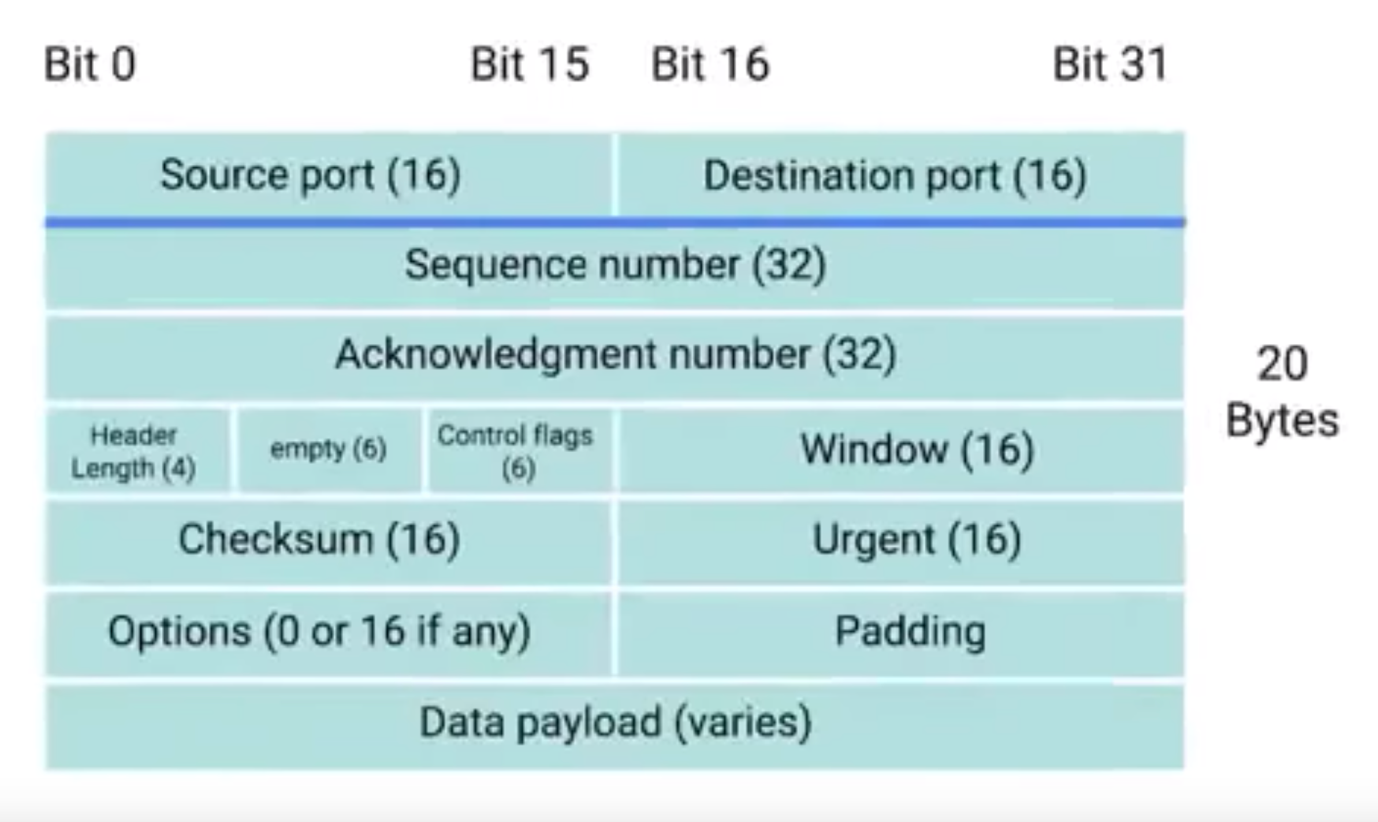 Bit 0 Bit 15 Bit 16 Bit 31
Source port (16) Destination port (16)
Sequence number (32)
Acknowledgment number (32)
Header
Length (4)
empty (6)
Control flags
(6)
Window (16)
Checksum (16) Urgent (16)
Options (0 or 16 if any) Padding
Data payload (varies)
20
Bytes